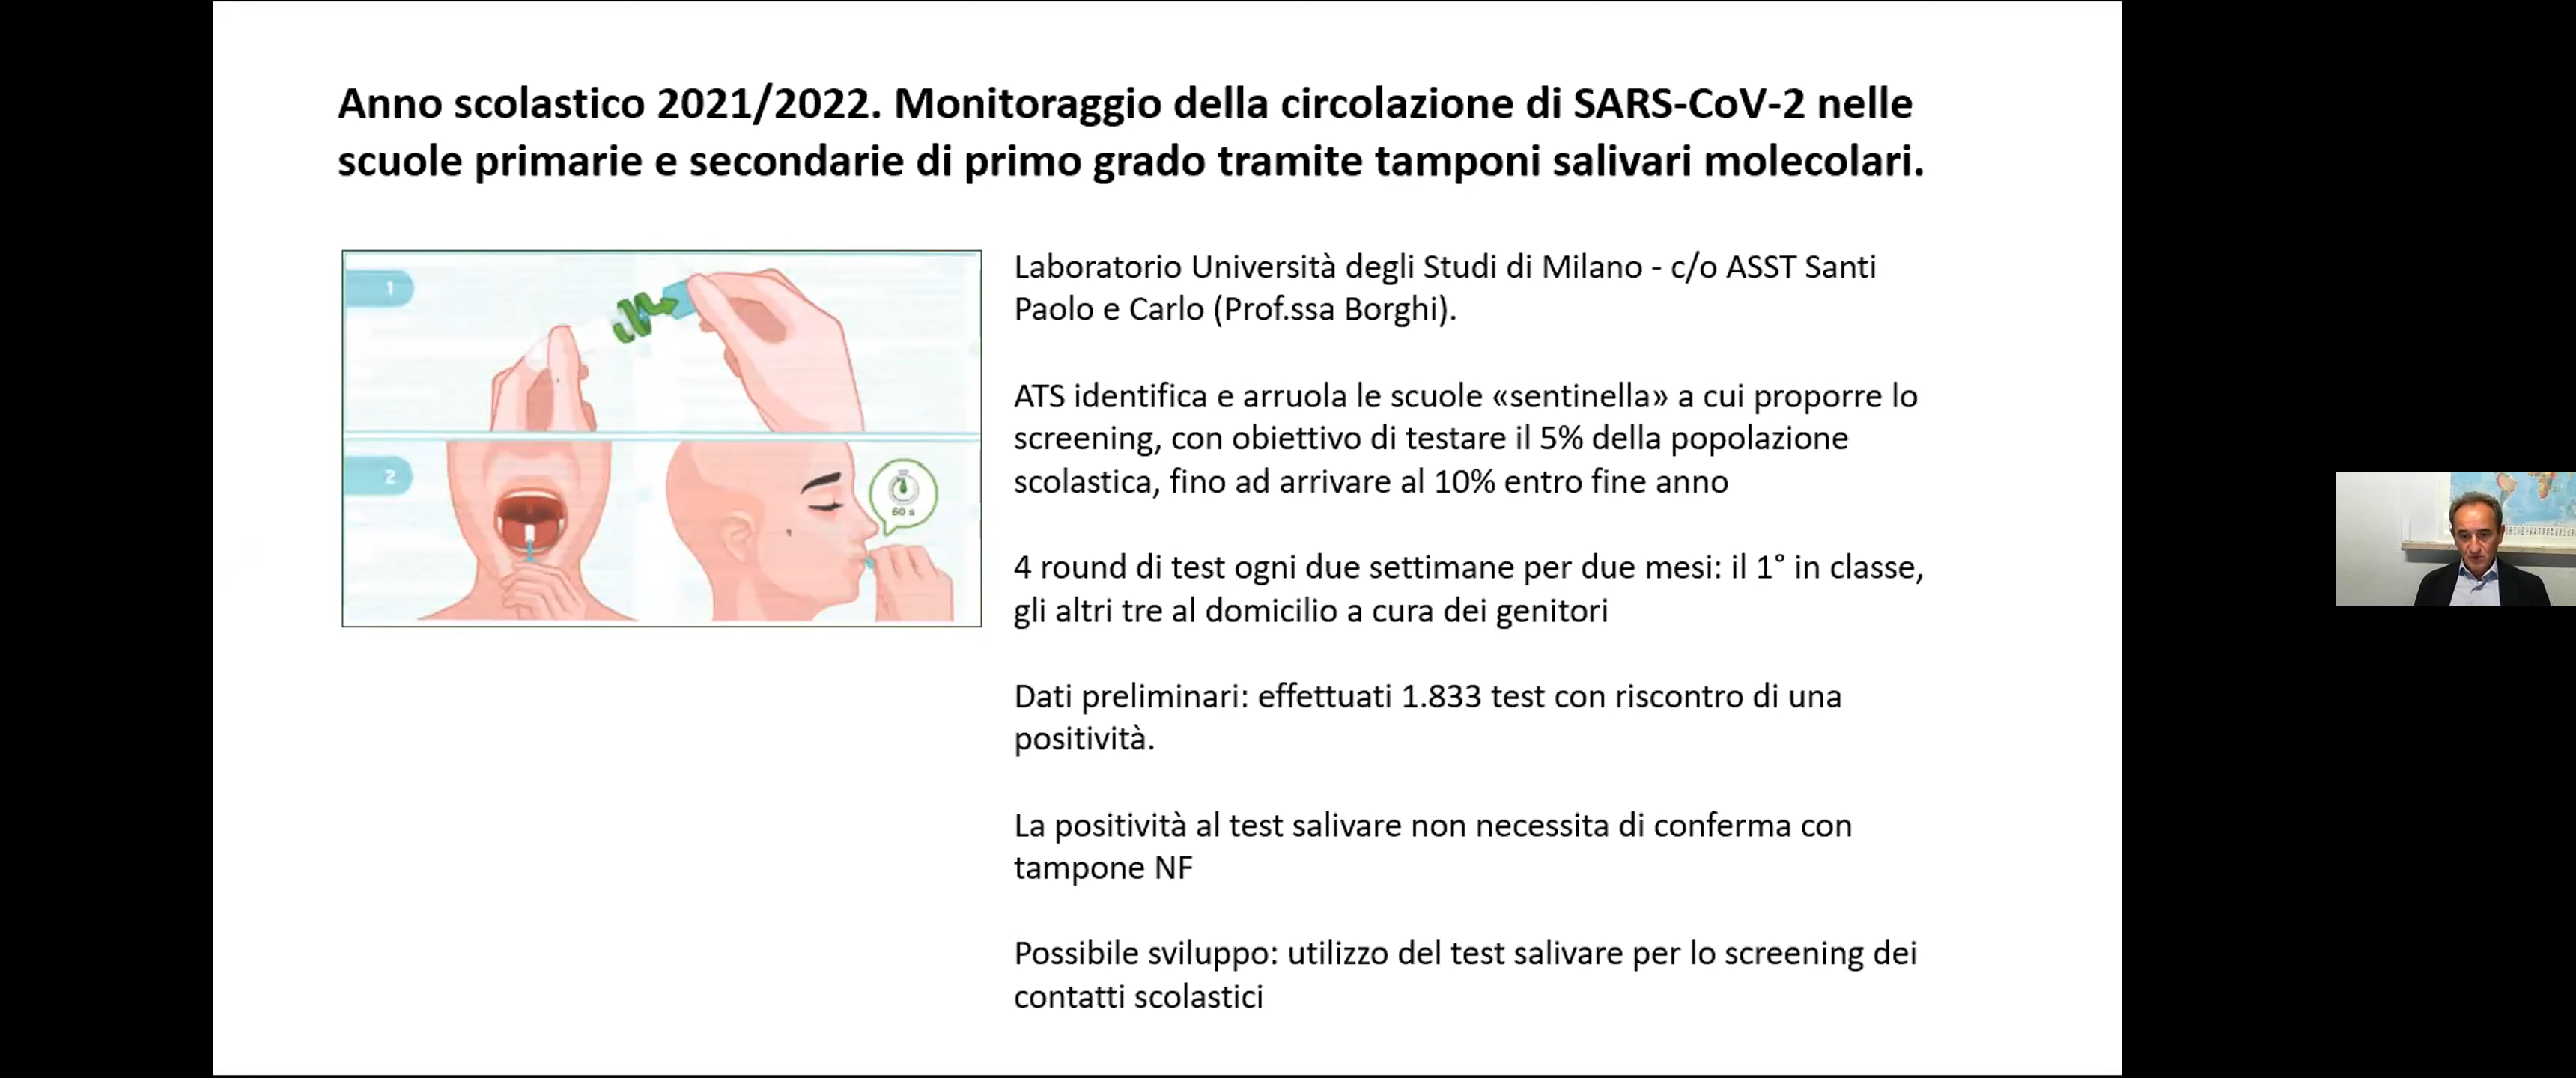 Anno scolastico 2021/2022. Monitoraggio della circolazione di SARS-CoV-2 nelle
scuole primarie e secondarie di primo grado tramite tamponi salivari molecolari.
1
2
60 s
Laboratorio Università degli Studi di Milano - c/o ASST Santi
Paolo e Carlo (Prof.ssa Borghi).
ATS identifica e arruola le scuole «sentinella» a cui proporre lo
screening, con obiettivo di testare il 5% della popolazione
scolastica, fino ad arrivare al 10% entro fine anno
4 round di test ogni due settimane per due mesi: il 1° in classe,
gli altri tre al domicilio a cura dei genitori
Dati preliminari: effettuati 1.833 test con riscontro di una
positività.
La positività al test salivare non necessita di conferma con
tampone NF
Possibile sviluppo: utilizzo del test salivare per lo screening dei
contatti scolastici